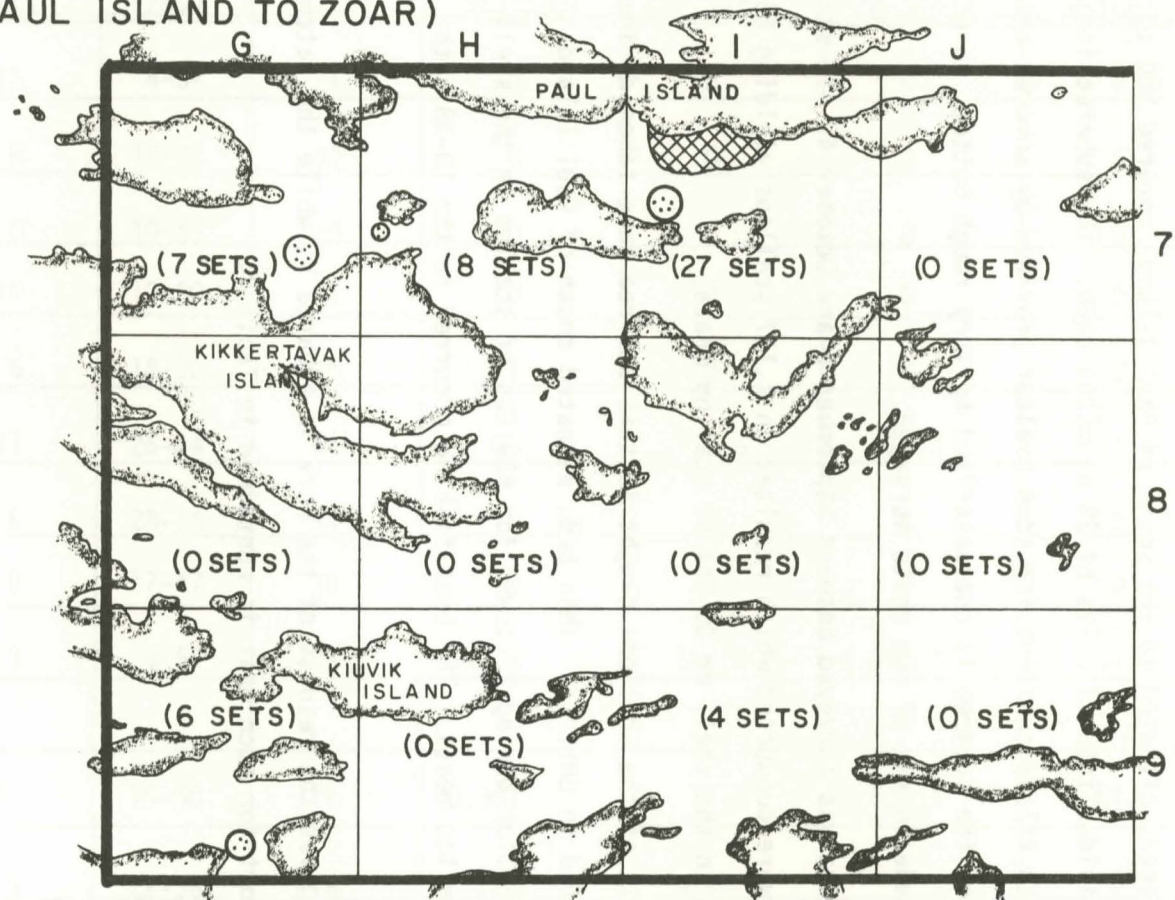 AUL ISLAND TO ZOAR)
G H I J
PAUL ISLAND
7
(7 SETS) (8 SETS) (27 SETS) (0 SETS)
KIKKERTAVAK
ISLAND
8
(0 SETS) (0 SETS) (0 SETS) (0 SETS)
KIUVIK
ISLAND
(6 SETS) (0 SETS) (4 SETS) (0 SETS)
9